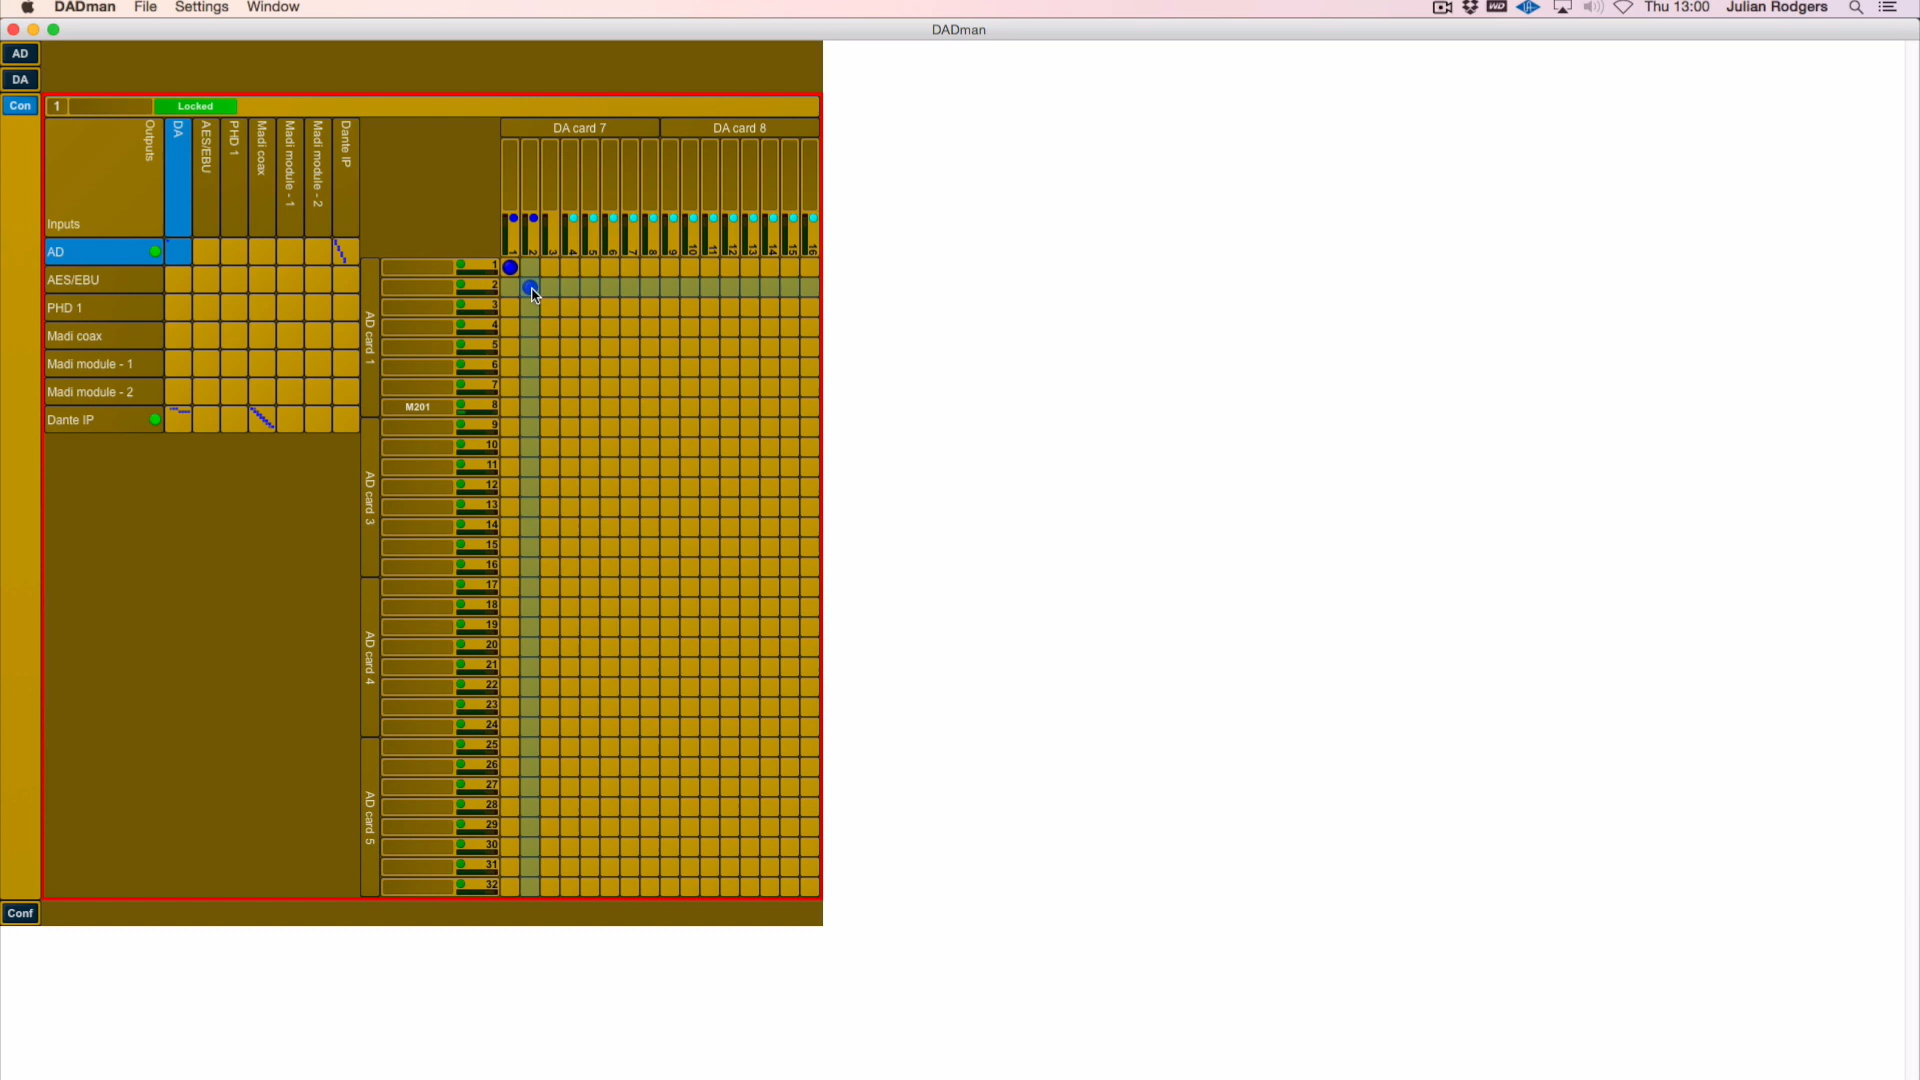 DADman File Settings Window
WD
Thu 13:00 Julian Rodgers
DADman
AD
DA
Con
1 Locked
DA card 7 DA card 8
Outputs
DA
AES/EBU
PHD 1
Madi coax
Madi module - 1
Madi module - 2
Dante IP
Inputs
1 2 3 4 5 6 7 8 9 10 11 12 13 14 15 16
AD
AES/EBU
PHD 1
Madi coax
Madi module - 1
Madi module - 2
Dante IP
AD card 1
1
2
3
4
5
6
7
M201 8
AD card 3
9
10
11
12
13
14
15
16
AD card 4
17
18
19
20
21
22
23
24
AD card 5
25
26
27
28
29
30
31
32
Conf